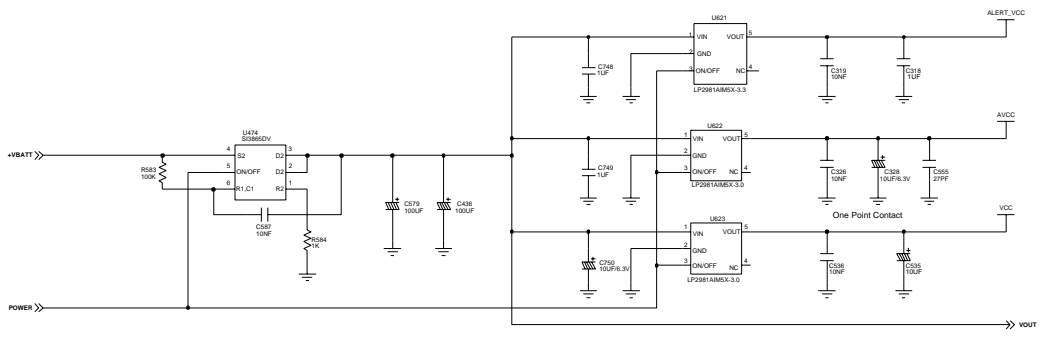 ALERT_VCC
U621
1 VIN VOUT 5
2 GND
3 ON/OFF NC 4
LP2981AIM5X-3.3
C748
1UF
C319
10NF
C318
1UF
AVCC
U622
1 VIN VOUT 5
2 GND
3 ON/OFF NC 4
LP2981AIM5X-3.0
C749
1UF
C326
10NF
C328
10UF/6.3V
C555
27PF
One Point Contact
U474
SI3865DV
+VBATT
4 S2 D2 3
5 ON/OFF D2 2
6 R1,C1 R2 1
R583
100K
C587
10NF
R584
1K
C579
100UF
C436
100UF
VCC
U623
1 VIN VOUT 5
2 GND
3 ON/OFF NC 4
LP2981AIM5X-3.0
C750
10UF/6.3V
C536
10NF
C535
10UF
POWER
VOUT